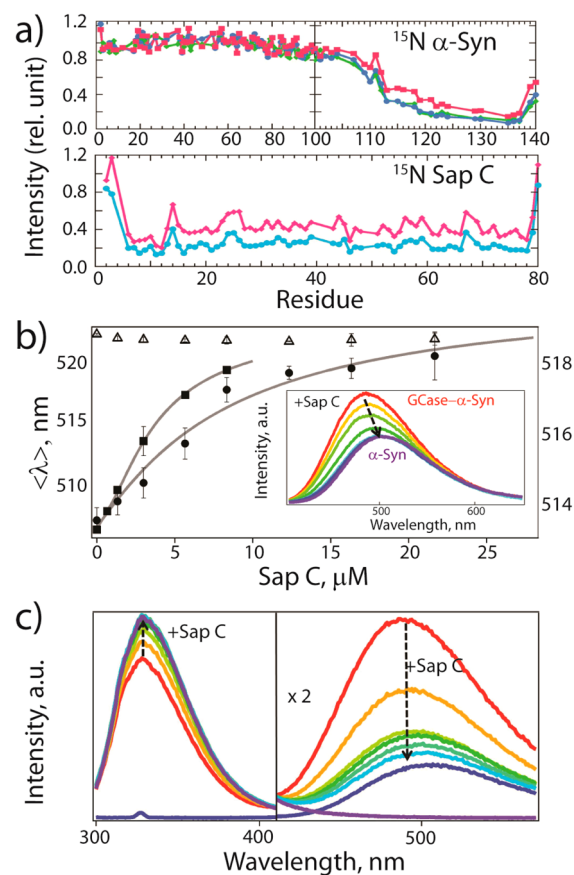 a)
1.2
0.8
0.4
0.0
¹⁵N α-Syn
0 20 40 60 80 100 110 120 130 140
1.2
0.8
0.4
0.0
¹⁵N Sap C
0 20 40 60 80
Residue
Intensity (rel. unit)
b)
520
515
510
518
516
514
<λ>, nm
+Sap C
GCase–α-Syn
α-Syn
Intensity, a.u.
500 600
Wavelength, nm
0 5 10 15 20 25
Sap C, μM
c)
+Sap C
x 2
+Sap C
Intensity, a.u.
300 400 500
Wavelength, nm